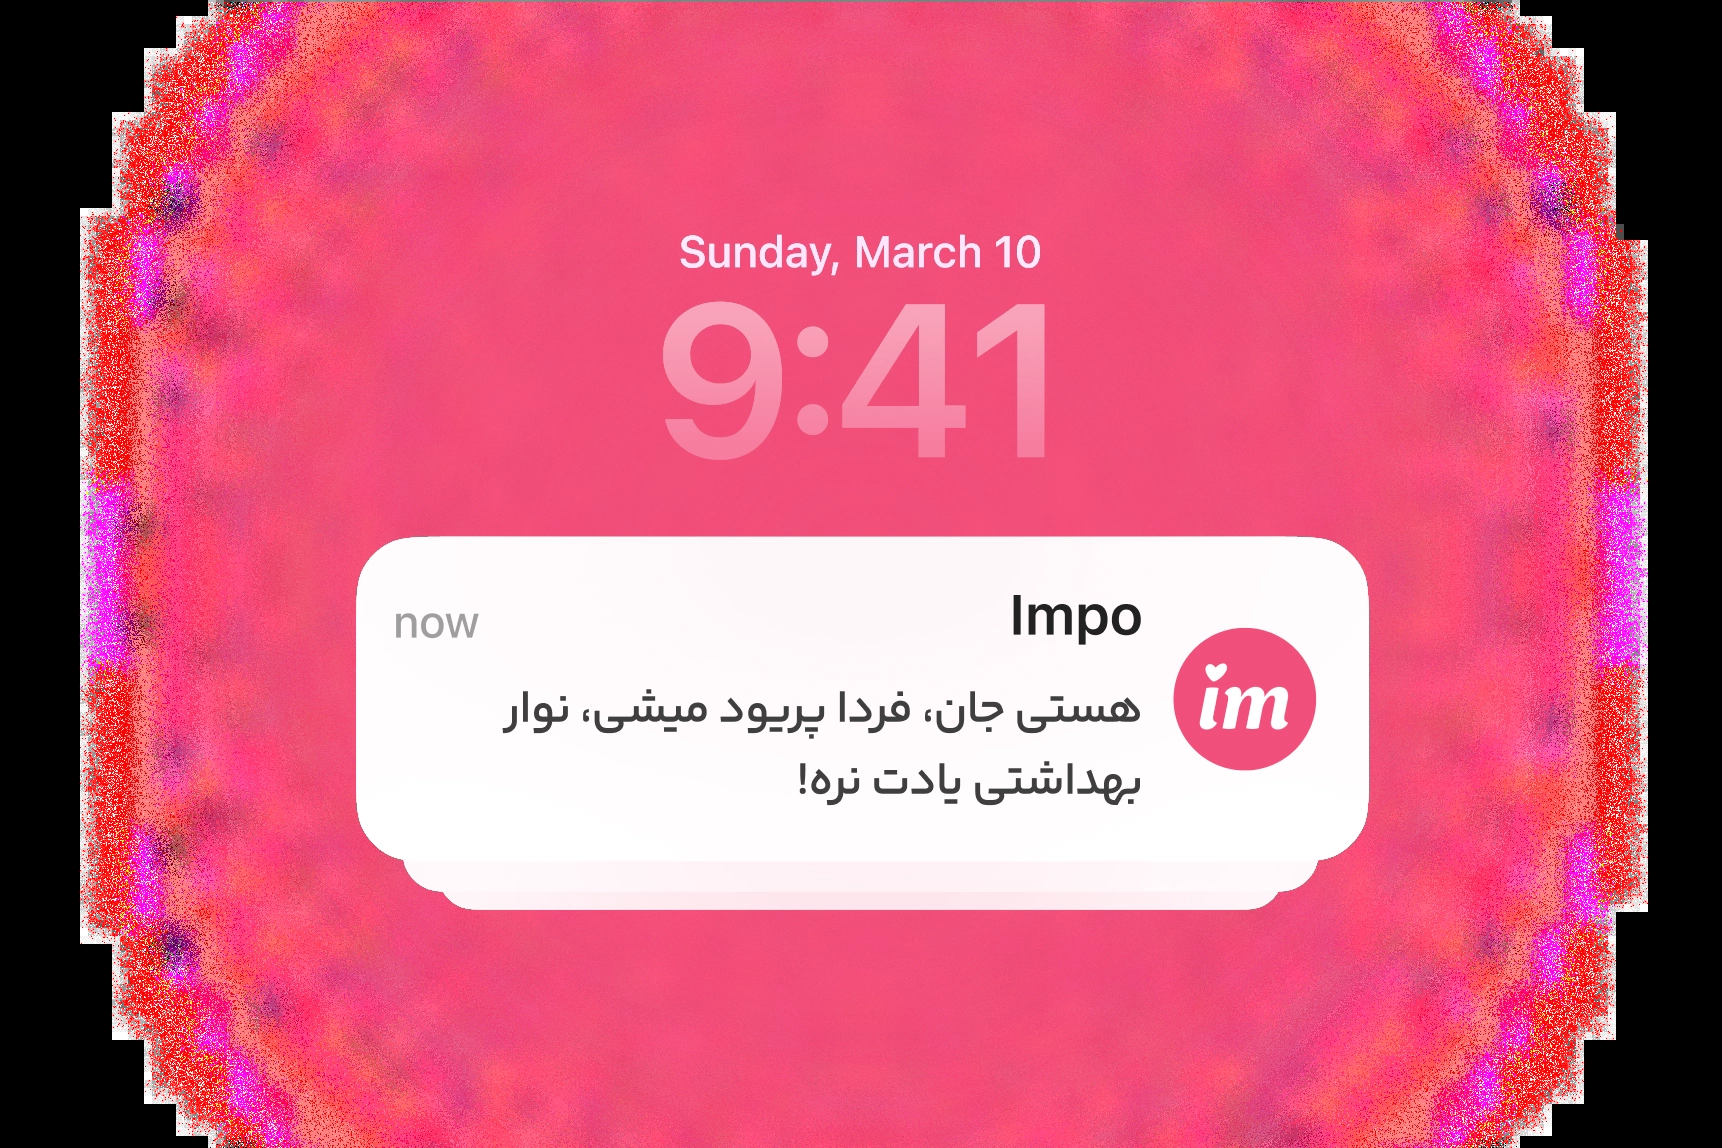 Sunday, March 10
9:41
Impo
now
im
هستی جان، فردا پریود میشی، نوار
بهداشتی یادت نره!